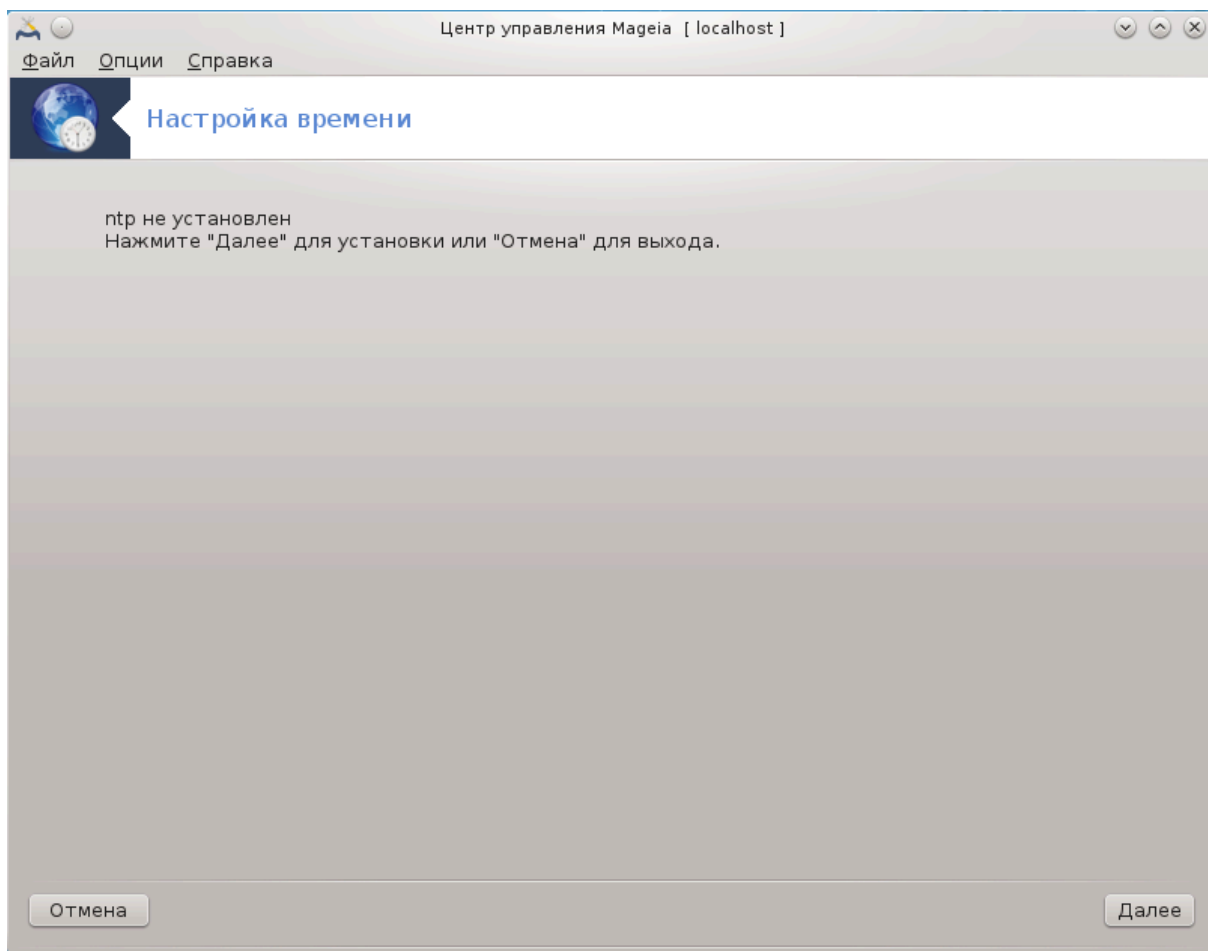 Центр управления Mageia [ localhost ]
Файл Опции Справка
Настройка времени
ntp не установлен
Нажмите "Далее" для установки или "Отмена" для выхода.
Отмена
Далее